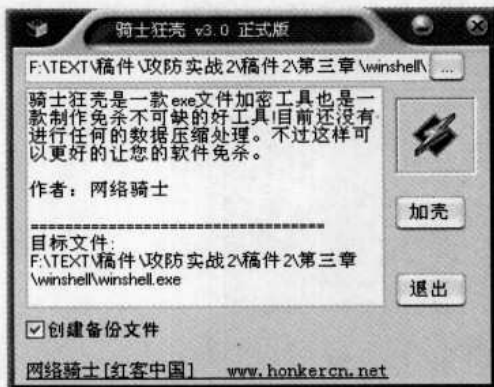 骑士狂壳 v3.0 正式版
F:\TEXT\稿件\攻防实战2\稿件2\第三章\winshell\ ...
骑士狂壳是一款exe文件加密工具也是一
款制作免杀不可缺的好工具!目前还没有
进行任何的数据压缩处理。不过这样可
以更好的让您的软件免杀。
作者：网络骑士
==================================
目标文件:
F:\TEXT\稿件\攻防实战2\稿件2\第三章
\winshell\winshell.exe
加壳
退出
创建备份文件
网络骑士[红客中国] www.honkercn.net